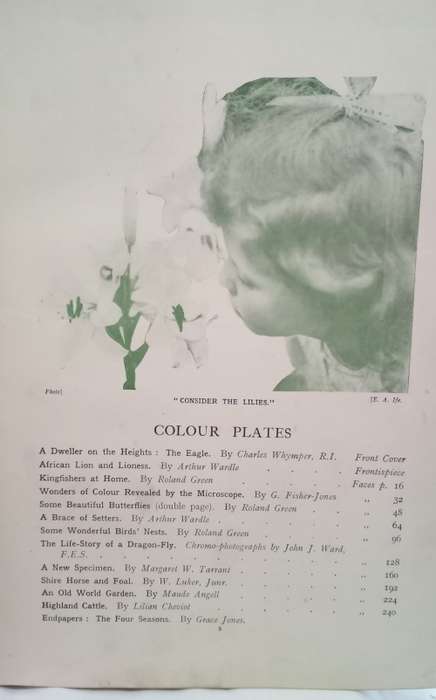 Photo]
"CONSIDER THE LILIES."
[E. A.
COLOUR PLATES
A Dweller on the Heights : The Eagle. By Charles Whymper, R.I. Front Cover
African Lion and Lioness. By Arthur Wardle . . . . Frontispiece
Kingfishers at Home. By Roland Green . . . . Faces p. 16
Wonders of Colour Revealed by the Microscope. By G. Fisher-Jones ,, 32
Some Beautiful Butterflies (double page). By Roland Green . ,, 48
A Brace of Setters. By Arthur Wardle . . . . . ,, 64
Some Wonderful Birds' Nests. By Roland Green . . . ,, 96
The Life-Story of a Dragon-Fly. Chromo-photographs by John J. Ward,
F.E.S. . . . . . . . . . ,, 128
A New Specimen. By Margaret W. Tarrant . . . . ,, 160
Shire Horse and Foal. By W. Luker, Junr. . . . . ,, 192
An Old World Garden. By Maude Angell . . . . ,, 224
Highland Cattle. By Lilian Cheviot . . . . . ,, 240
Endpapers : The Four Seasons. By Grace Jones.